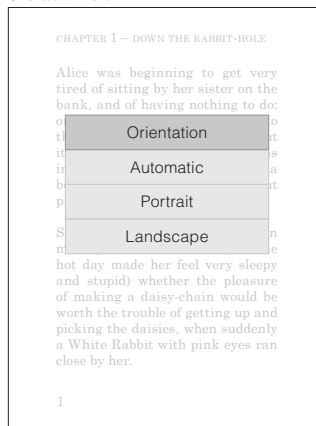 CHAPTER 1 – DOWN THE RABBIT-HOLE
Alice was beginning to get very
tired of sitting by her sister on the
bank, and of having nothing to do:
Orientation
Automatic
Portrait
Landscape
hot day made her feel very sleepy
and stupid) whether the pleasure
of making a daisy-chain would be
worth the trouble of getting up and
picking the daisies, when suddenly
a White Rabbit with pink eyes ran
close by her.
1